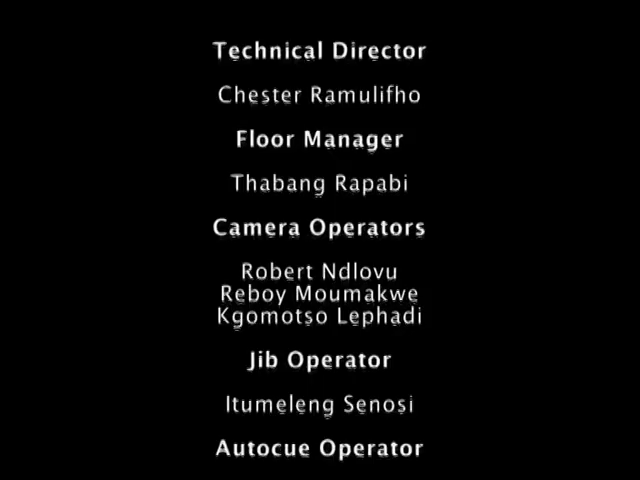 Technical Director
Chester Ramulifho
Floor Manager
Thabang Rapabi
Camera Operators
Robert Ndlovu
Reboy Moumakwe
Kgomotso Lephadi
Jib Operator
Itumeleng Senosi
Autocue Operator